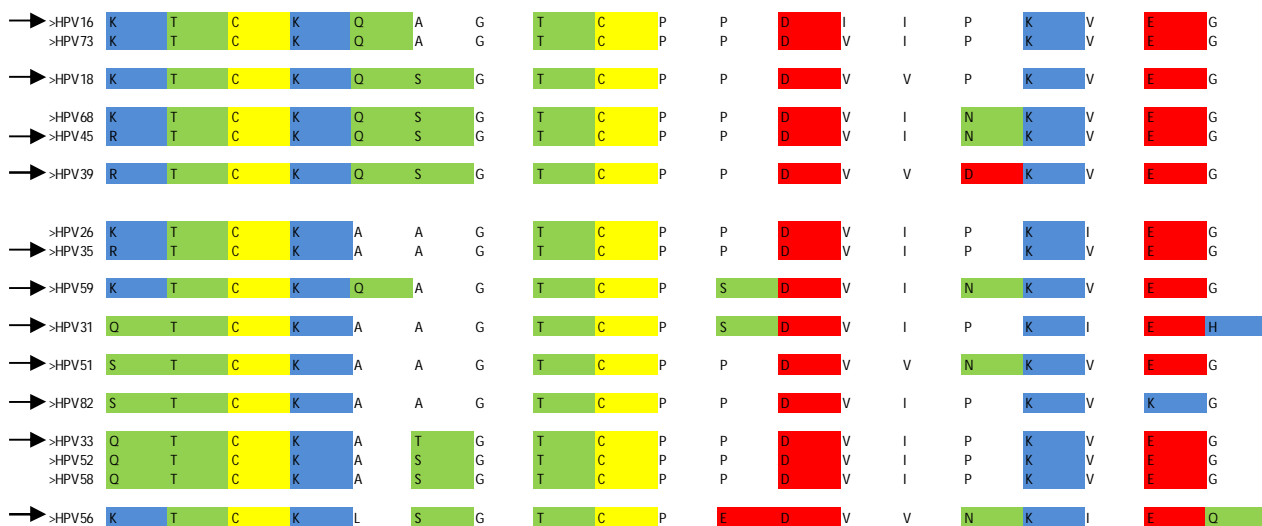 >HPV16 K T C K Q A G T C P P D I I P K V E G
>HPV73 K T C K Q A G T C P P D V I P K V E G
>HPV18 K T C K Q S G T C P P D V V P K V E G
>HPV68 K T C K Q S G T C P P D V I N K V E G
>HPV45 R T C K Q S G T C P P D V I N K V E G
>HPV39 R T C K Q S G T C P P D V V D K V E G
>HPV26 K T C K A A G T C P P D V I P K I E G
>HPV35 R T C K A A G T C P P D V I P K V E G
>HPV59 K T C K Q A G T C P S D V I N K V E G
>HPV31 Q T C K A A G T C P S D V I P K I E H
>HPV51 S T C K A A G T C P P D V V N K V E G
>HPV82 S T C K A A G T C P P D V I P K V K G
>HPV33 Q T C K A T G T C P P D V I P K V E G
>HPV52 Q T C K A S G T C P P D V I P K V E G
>HPV58 Q T C K A S G T C P P D V I P K V E G
>HPV56 K T C K L S G T C P E D V V N K I E Q